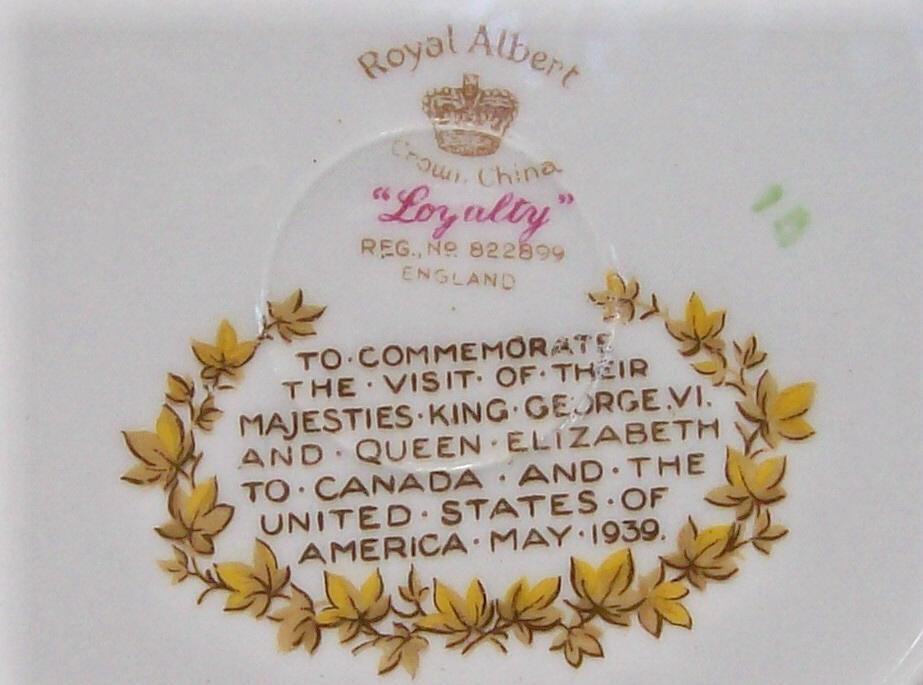 Royal Albert
Crown China
"Loyalty"
REG., Nº 822899
ENGLAND
1B
TO·COMMEMORATE
THE·VISIT·OF·THEIR
MAJESTIES·KING·GEORGE.VI.
AND·QUEEN·ELIZABETH
TO·CANADA·AND·THE
UNITED·STATES·OF
AMERICA·MAY·1939.